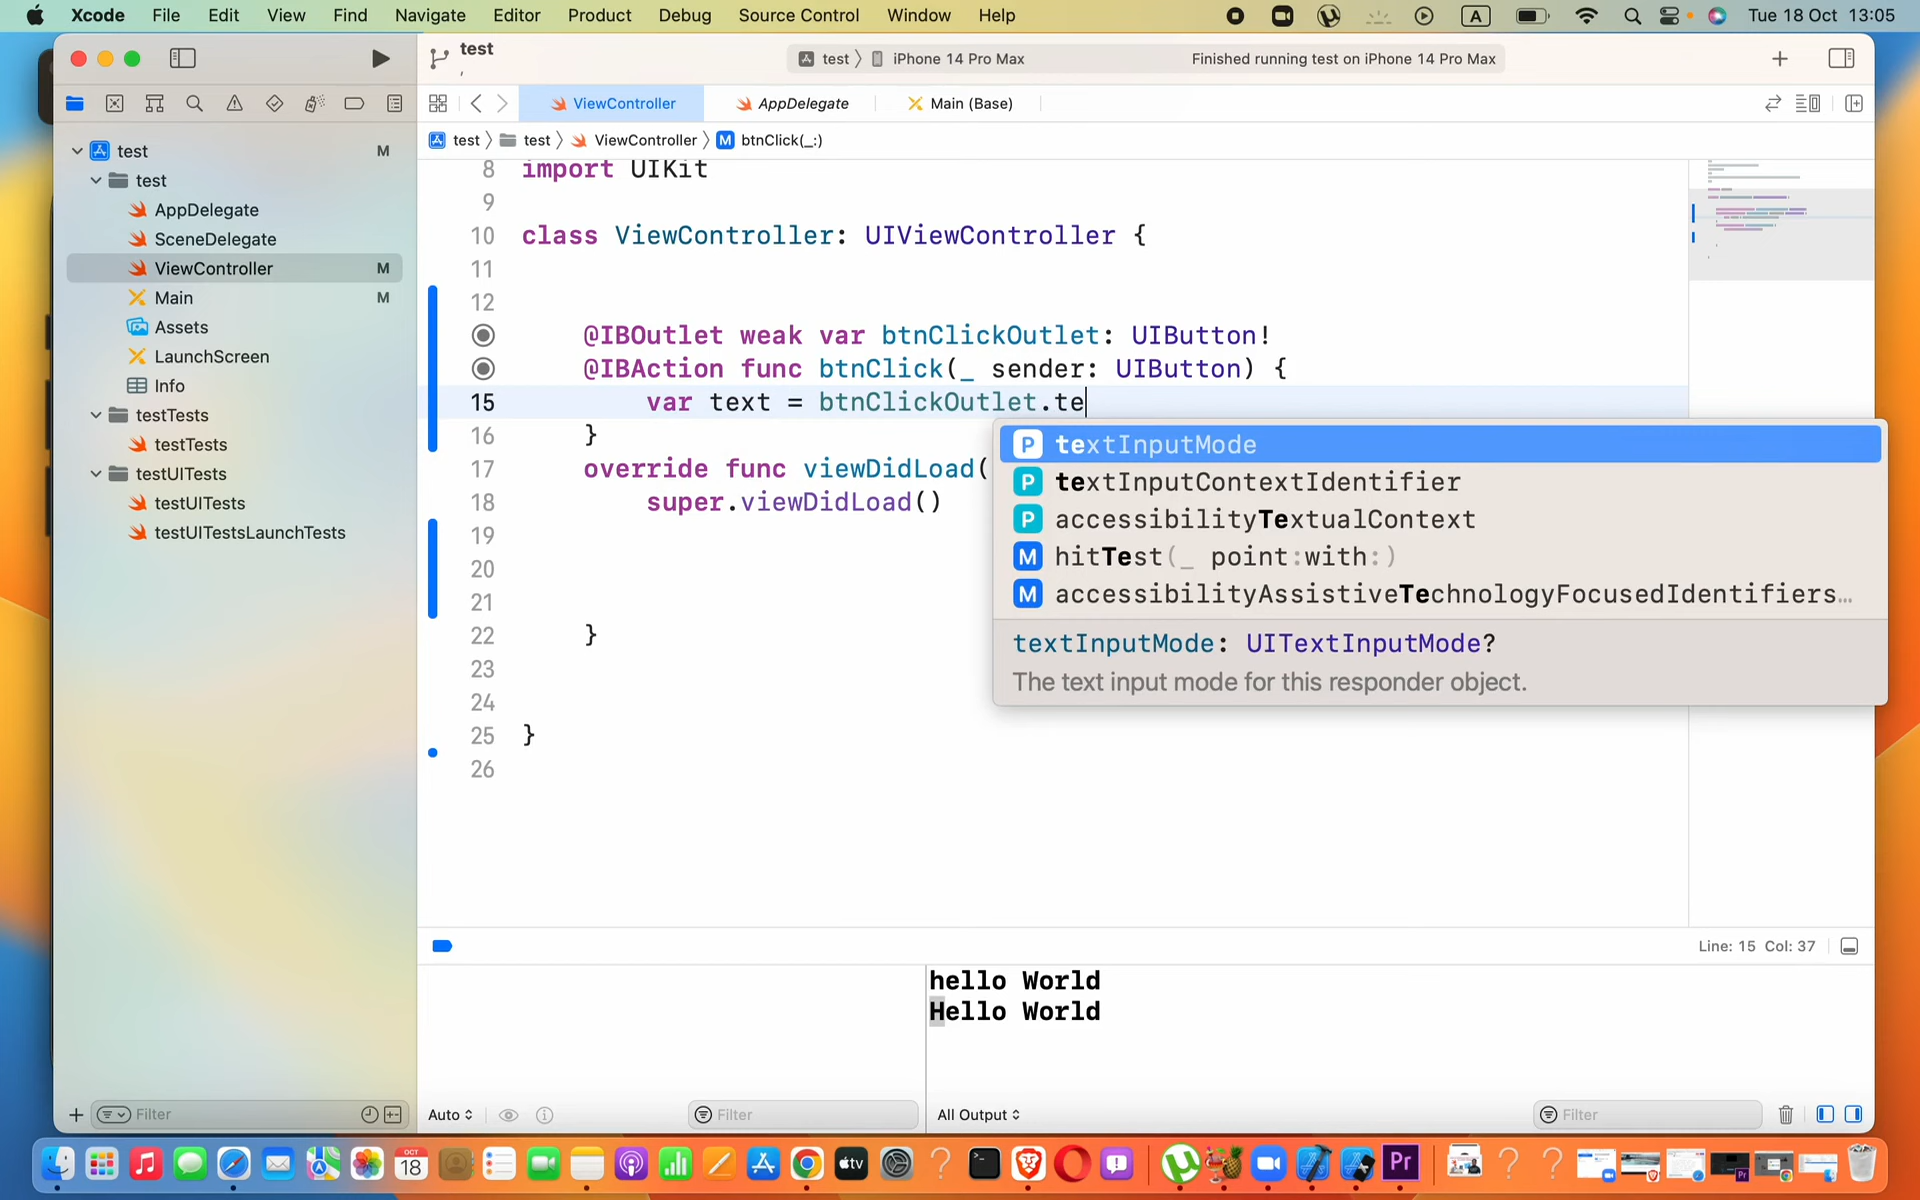 Xcode File Edit View Find Navigate Editor Product Debug Source Control Window Help A Tue 18 Oct 13:05
test
test iPhone 14 Pro Max Finished running test on iPhone 14 Pro Max
ViewController AppDelegate Main (Base)
test test ViewController M btnClick(_:)
test M
test
AppDelegate
SceneDelegate
ViewController M
Main M
Assets
LaunchScreen
Info
testTests
testTests
testUITests
testUITests
testUITestsLaunchTests
8 import UIKit
9
10 class ViewController: UIViewController {
11
12
@IBOutlet weak var btnClickOutlet: UIButton!
@IBAction func btnClick(_ sender: UIButton) {
15 var text = btnClickOutlet.te
16 }
17 override func viewDidLoad(
18 super.viewDidLoad()
19
20
21
22 }
23
24
25 }
26
P textInputMode
P textInputContextIdentifier
P accessibilityTextualContext
M hitTest(_ point:with:)
M accessibilityAssistiveTechnologyFocusedIdentifiers…
textInputMode: UITextInputMode?
The text input mode for this responder object.
Line: 15 Col: 37
hello World
Hello World
Filter
Auto Filter
All Output Filter
OCT
18
tv
Pr